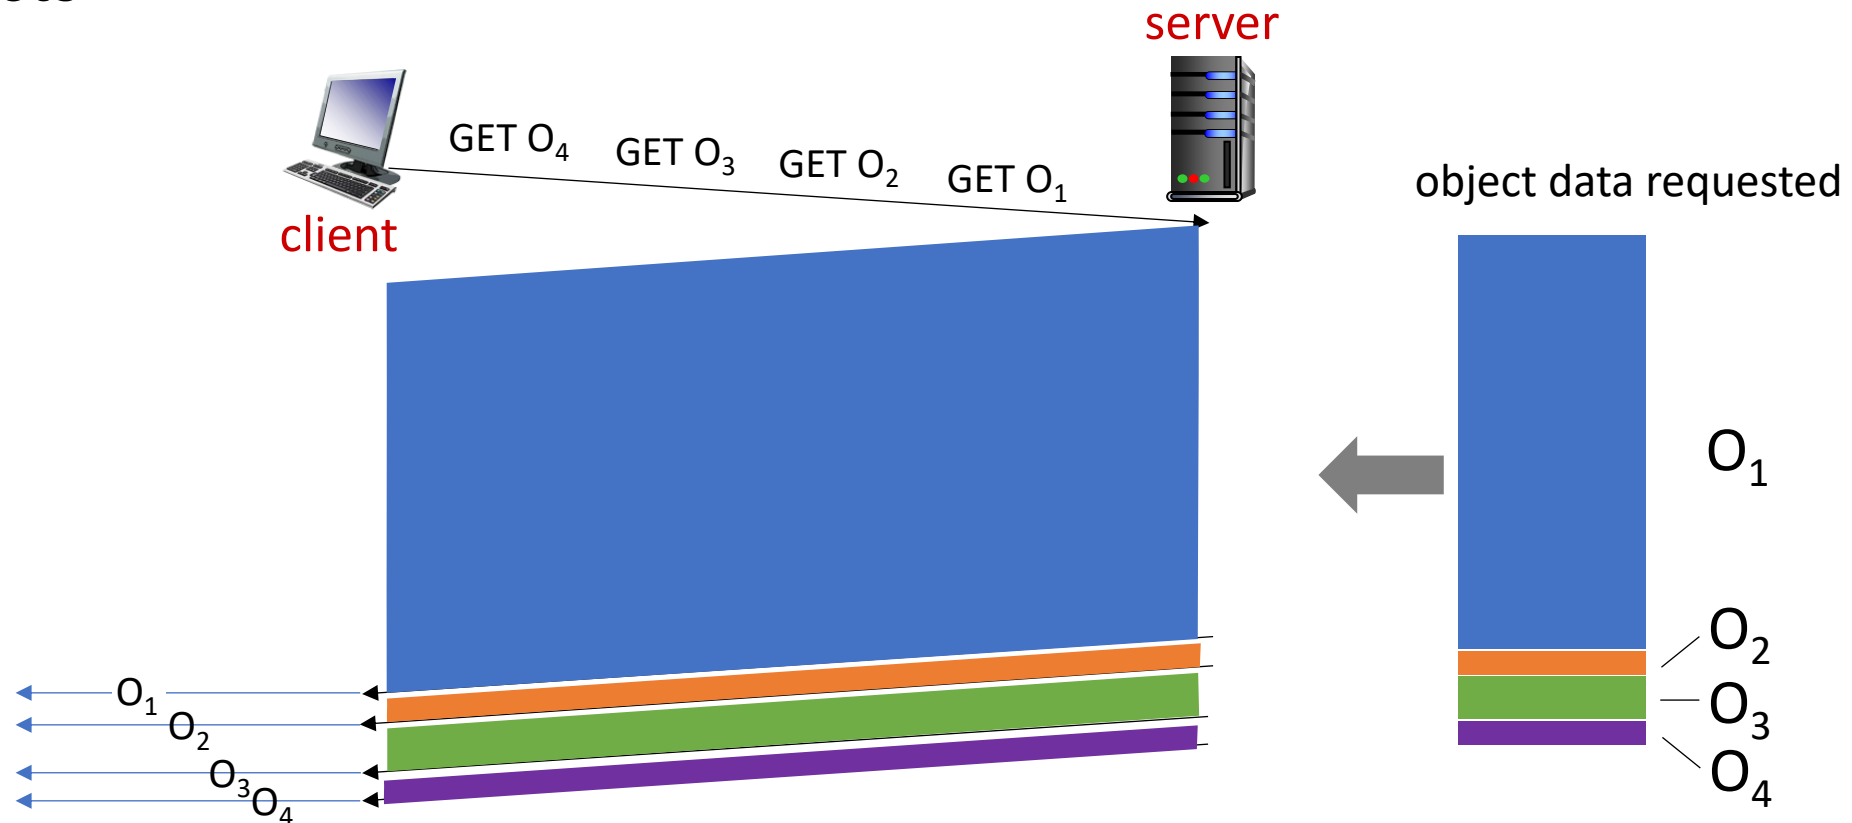 server
GET O₄ GET O₃ GET O₂ GET O₁
object data requested
client
O₁
O₂
O₃
O₄
O₁
O₂
O₃
O₄